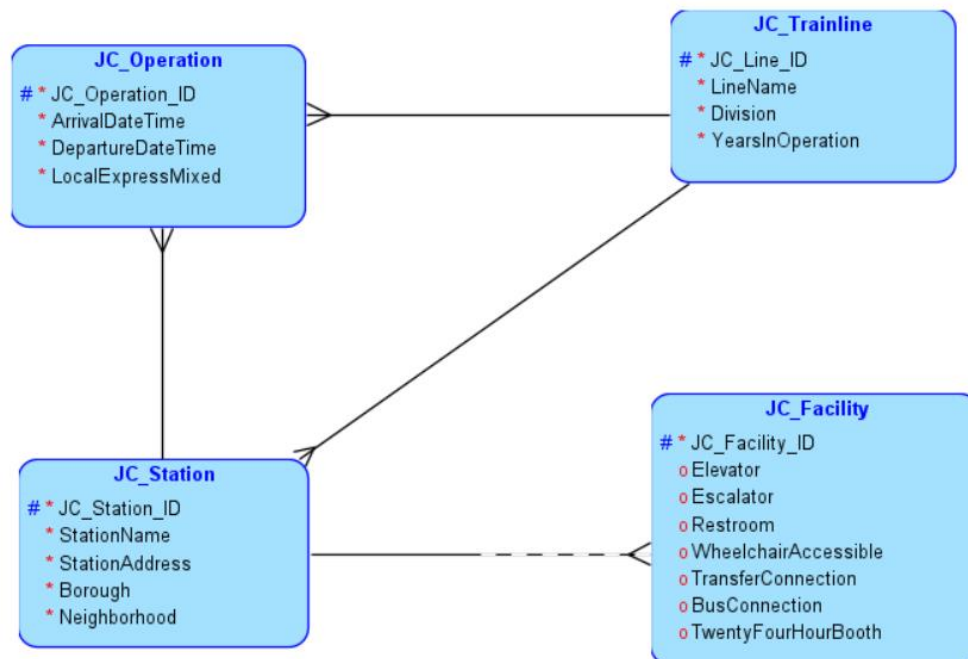 JC_Operation
# * JC_Operation_ID
* ArrivalDateTime
* DepartureDateTime
* LocalExpressMixed
JC_Trainline
# * JC_Line_ID
* LineName
* Division
* YearsInOperation
JC_Station
# * JC_Station_ID
* StationName
* StationAddress
* Borough
* Neighborhood
JC_Facility
# * JC_Facility_ID
o Elevator
o Escalator
o Restroom
o WheelchairAccessible
o TransferConnection
o BusConnection
o TwentyFourHourBooth